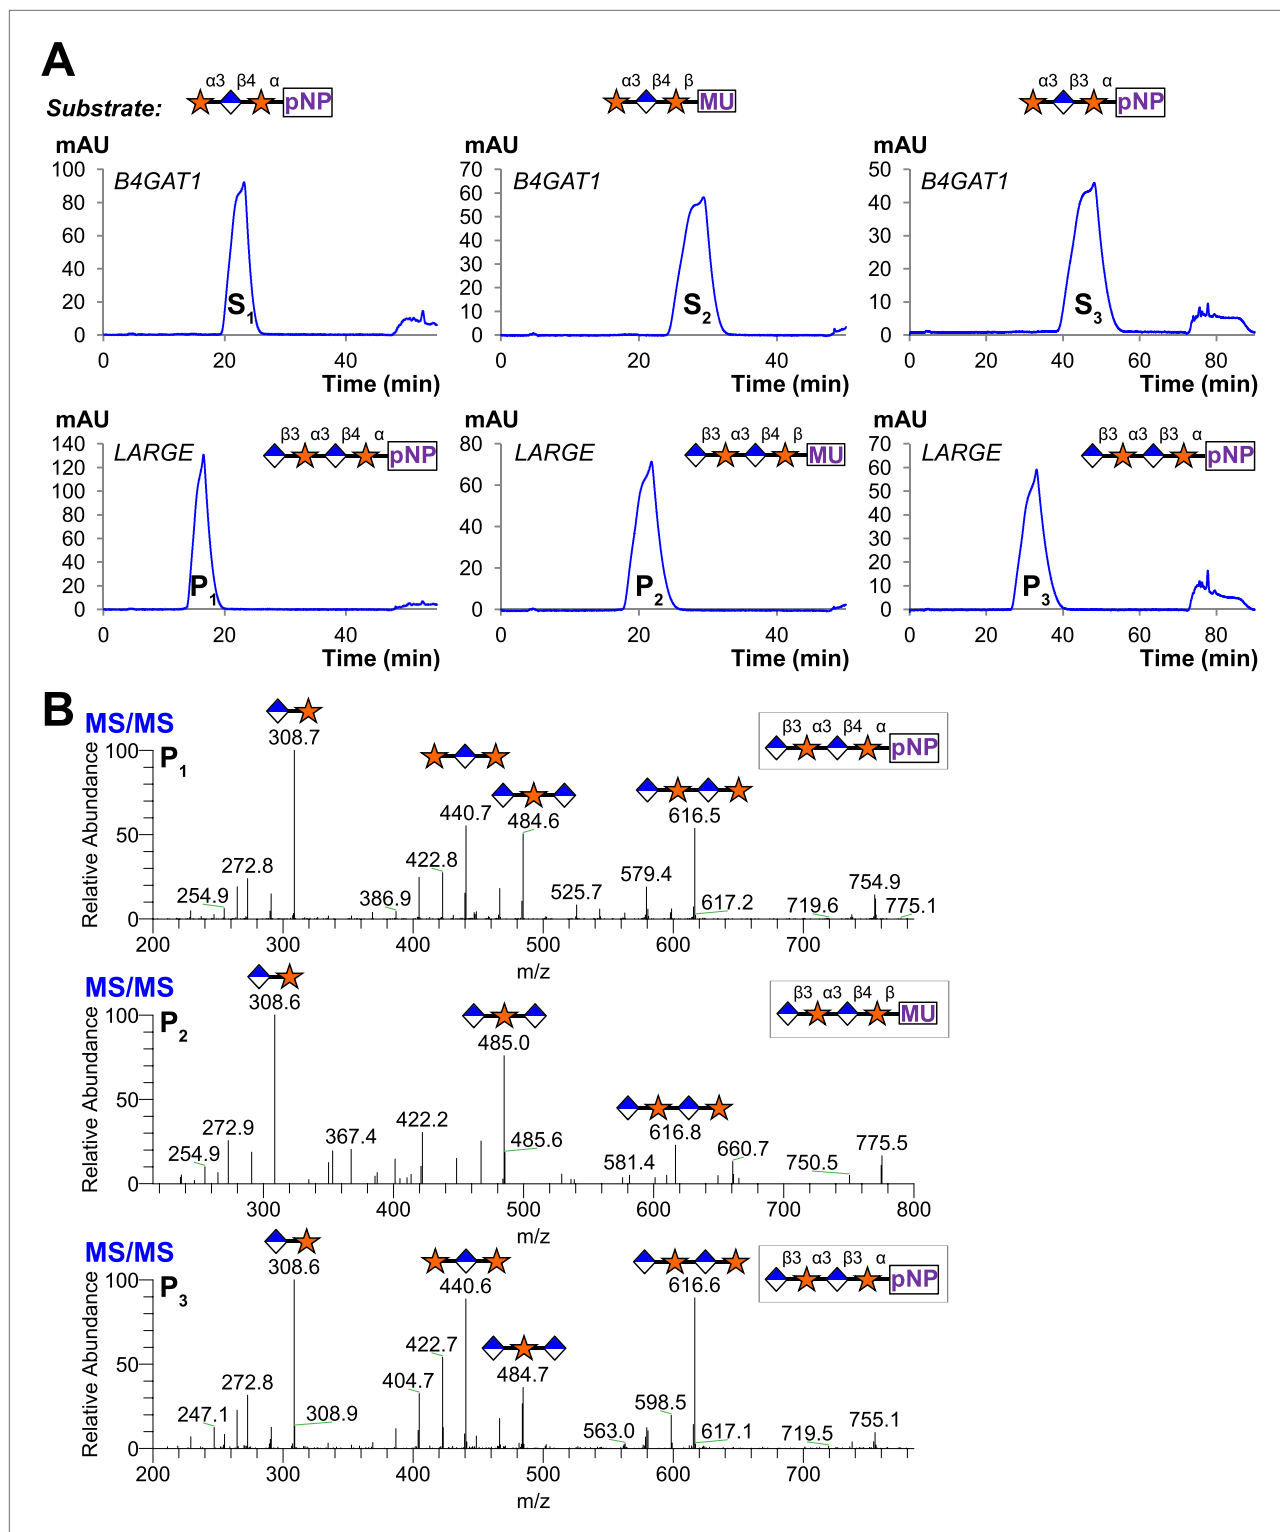 A
Substrate:
α3 β4 α
pNP
α3 β4 β
MU
α3 β3 α
pNP
mAU
B4GAT1
100
80
60
40
20
0
S1
0 20 40
Time (min)
mAU
B4GAT1
70
60
50
40
30
20
10
0
S2
0 20 40
Time (min)
mAU
B4GAT1
50
40
30
20
10
0
S3
0 20 40 60 80
Time (min)
mAU
LARGE
β3 α3 β4 α
pNP
140
120
100
80
60
40
20
0
P1
0 20 40
Time (min)
mAU
LARGE
β3 α3 β4 β
MU
80
60
40
20
0
P2
0 20 40
Time (min)
mAU
LARGE
β3 α3 β3 α
pNP
70
60
50
40
30
20
10
0
P3
0 20 40 60 80
Time (min)
B
MS/MS
P1
β3 α3 β4 α
pNP
Relative Abundance
100
50
0
254.9
272.8
308.7
386.9
422.8
440.7
484.6
525.7
579.4
616.5
617.2
719.6
754.9
775.1
200 300 400 500 600 700
m/z
MS/MS
P2
β3 α3 β4 β
MU
Relative Abundance
100
50
0
254.9
272.9
308.6
367.4
422.2
485.0
485.6
581.4
616.8
660.7
750.5
775.5
300 400 500 600 700 800
m/z
MS/MS
P3
β3 α3 β3 α
pNP
Relative Abundance
100
50
0
247.1
272.8
308.6
308.9
404.7
422.7
440.6
484.7
563.0
598.5
616.6
617.1
719.5
755.1
200 300 400 500 600 700
m/z